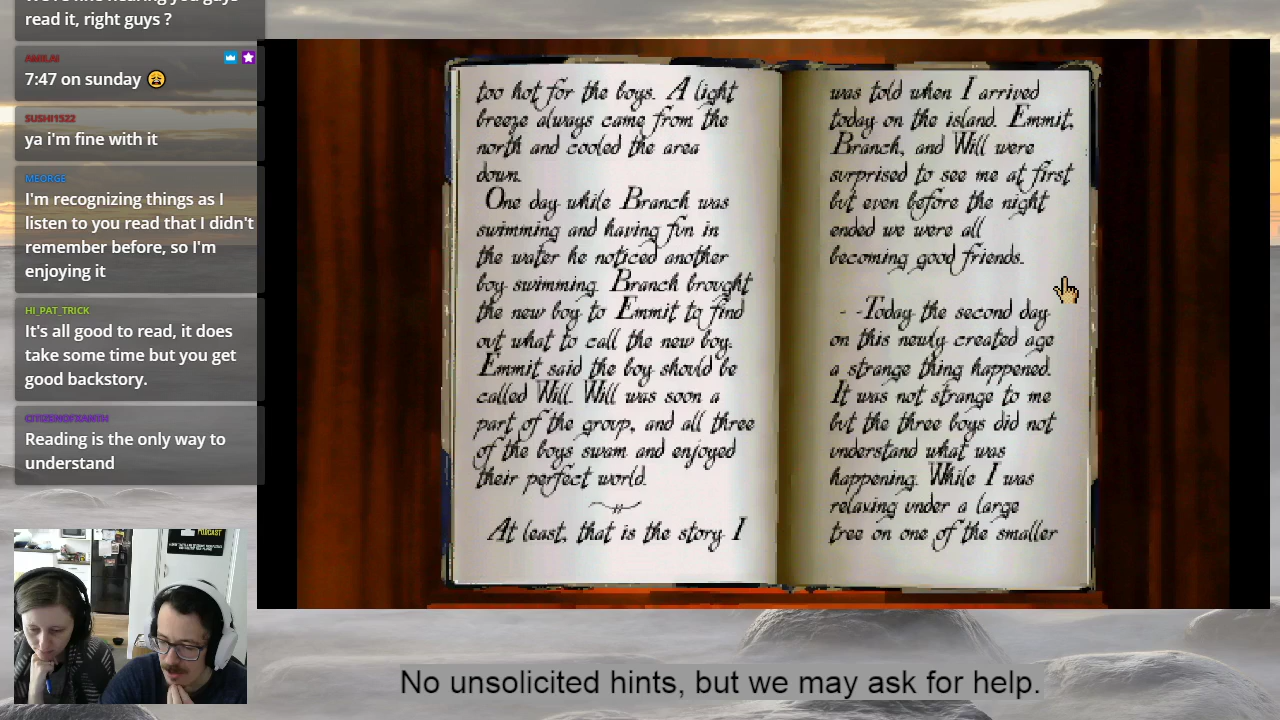 We're fine hearing you guys
read it, right guys ?
AMILAI
7:47 on sunday 😩
SUSHI1522
ya i'm fine with it
MEORGE
I'm recognizing things as I
listen to you read that I didn't
remember before, so I'm
enjoying it
HI_PAT_TRICK
It's all good to read, it does
take some time but you get
good backstory.
CITIZENOFXANTH
Reading is the only way to
understand
too hot for the boys. A light
breeze always came from the
north and cooled the area
down.
One day while Branch was
swimming and having fun in
the water he noticed another
boy swimming. Branch brought
the new boy to Emmit to find
out what to call the new boy.
Emmit said the boy should be
called Will. Will was soon a
part of the group, and all three
of the boys swam and enjoyed
their perfect world.
At least, that is the story I
was told when I arrived
today on the island. Emmit,
Branch, and Will were
surprised to see me at first
but even before the night
ended we were all
becoming good friends.
- -Today the second day
on this newly created age
a strange thing happened.
It was not strange to me
but the three boys did not
understand what was
happening. While I was
relaxing under a large
tree on one of the smaller
PODCAST
No unsolicited hints, but we may ask for help.